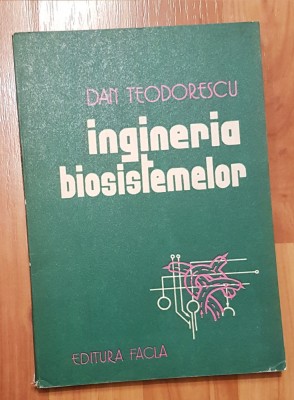 DAN TEODORESCU
ingineria
biosistemelor
EDITURA FACLA